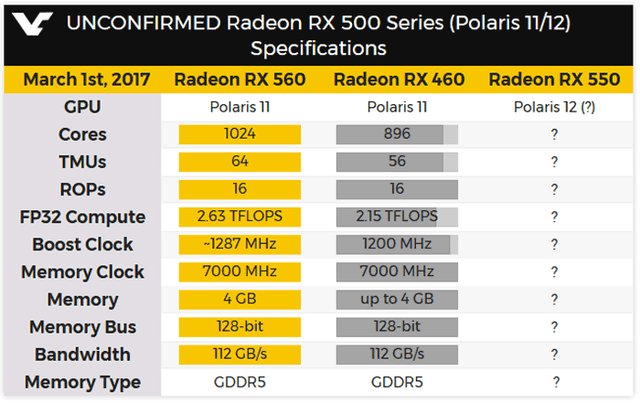 UNCONFIRMED Radeon RX 500 Series (Polaris 11/12)
Specifications
March 1st, 2017 Radeon RX 560 Radeon RX 460 Radeon RX 550
GPU Polaris 11 Polaris 11 Polaris 12 (?)
Cores 1024 896 ?
TMUs 64 56 ?
ROPs 16 16 ?
FP32 Compute 2.63 TFLOPS 2.15 TFLOPS ?
Boost Clock ~1287 MHz 1200 MHz ?
Memory Clock 7000 MHz 7000 MHz ?
Memory 4 GB up to 4 GB ?
Memory Bus 128-bit 128-bit ?
Bandwidth 112 GB/s 112 GB/s ?
Memory Type GDDR5 GDDR5 ?